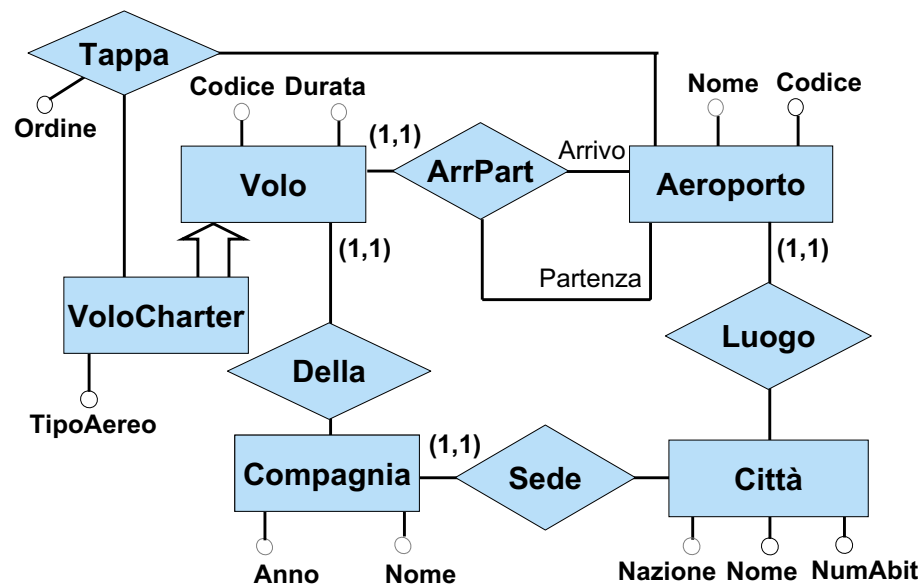 Tappa
Codice Durata
Nome Codice
Ordine
(1,1)
Arrivo
Volo
ArrPart
Aeroporto
(1,1)
(1,1)
Partenza
VoloCharter
Luogo
Della
TipoAereo
(1,1)
Compagnia
Sede
Città
Anno
Nome
Nazione Nome NumAbit